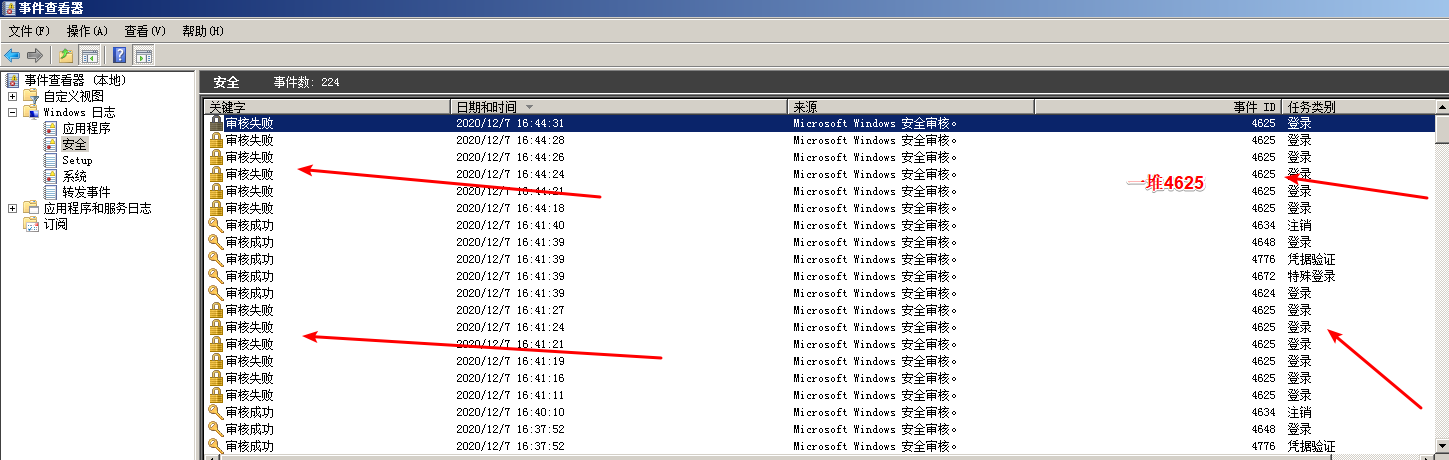 事件查看器
文件(F) 操作(A) 查看(V) 帮助(H)
事件查看器 (本地)
自定义视图
Windows 日志
应用程序
安全
Setup
系统
转发事件
应用程序和服务日志
订阅
安全 事件数: 224
关键字 日期和时间 来源 事件 ID 任务类别
审核失败 2020/12/7 16:44:31 Microsoft Windows 安全审核。 4625 登录
审核失败 2020/12/7 16:44:28 Microsoft Windows 安全审核。 4625 登录
审核失败 2020/12/7 16:44:26 Microsoft Windows 安全审核。 4625 登录
审核失败 2020/12/7 16:44:24 Microsoft Windows 安全审核。 4625 登录
一堆4625
审核失败 2020/12/7 16:44:21 Microsoft Windows 安全审核。 4625 登录
审核失败 2020/12/7 16:44:18 Microsoft Windows 安全审核。 4625 登录
审核成功 2020/12/7 16:41:40 Microsoft Windows 安全审核。 4634 注销
审核成功 2020/12/7 16:41:39 Microsoft Windows 安全审核。 4648 登录
审核成功 2020/12/7 16:41:39 Microsoft Windows 安全审核。 4776 凭据验证
审核成功 2020/12/7 16:41:39 Microsoft Windows 安全审核。 4672 特殊登录
审核成功 2020/12/7 16:41:39 Microsoft Windows 安全审核。 4624 登录
审核失败 2020/12/7 16:41:27 Microsoft Windows 安全审核。 4625 登录
审核失败 2020/12/7 16:41:24 Microsoft Windows 安全审核。 4625 登录
审核失败 2020/12/7 16:41:21 Microsoft Windows 安全审核。 4625 登录
审核失败 2020/12/7 16:41:19 Microsoft Windows 安全审核。 4625 登录
审核失败 2020/12/7 16:41:16 Microsoft Windows 安全审核。 4625 登录
审核失败 2020/12/7 16:41:11 Microsoft Windows 安全审核。 4625 登录
审核成功 2020/12/7 16:40:10 Microsoft Windows 安全审核。 4634 注销
审核成功 2020/12/7 16:37:52 Microsoft Windows 安全审核。 4648 登录
审核成功 2020/12/7 16:37:52 Microsoft Windows 安全审核。 4776 凭据验证